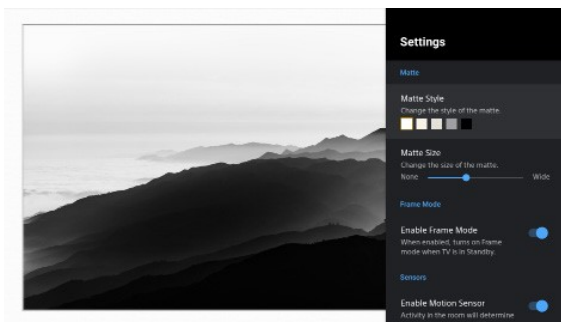 Settings
Matte
Matte Style
Change the style of the matte.
Matte Size
Change the size of the matte.
None Wide
Frame Mode
Enable Frame Mode
When enabled, turns on Frame
mode when TV is in Standby.
Sensors
Enable Motion Sensor
Activity in the room will determine